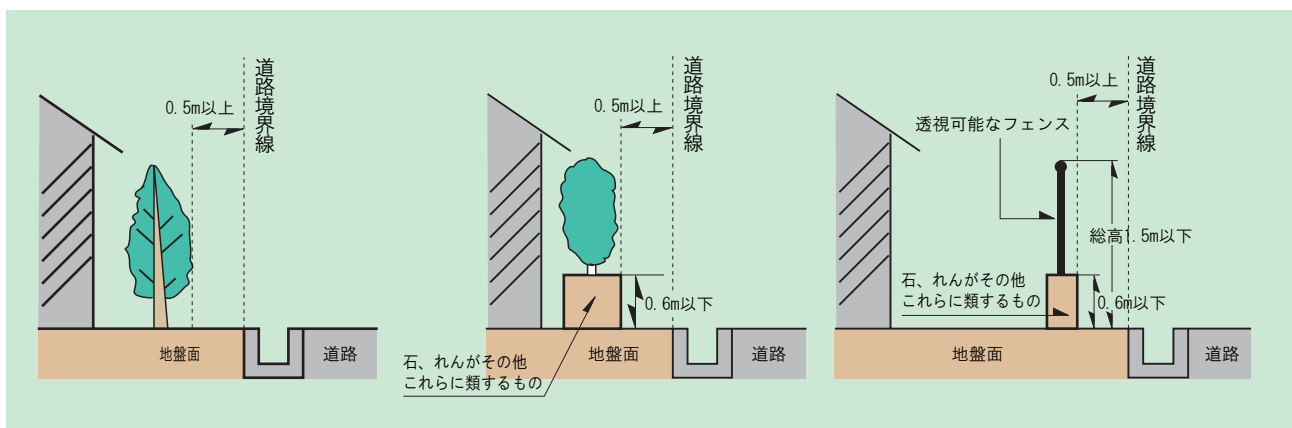 道路境界線
0.5m以上
地盤面
道路
道路境界線
0.5m以上
0.6m以下
石、れんがその他
これらに類するもの
地盤面
道路
道路境界線
0.5m以上
透視可能なフェンス
総高1.5m以下
石、れんがその他
これらに類するもの
0.6m以下
地盤面
道路